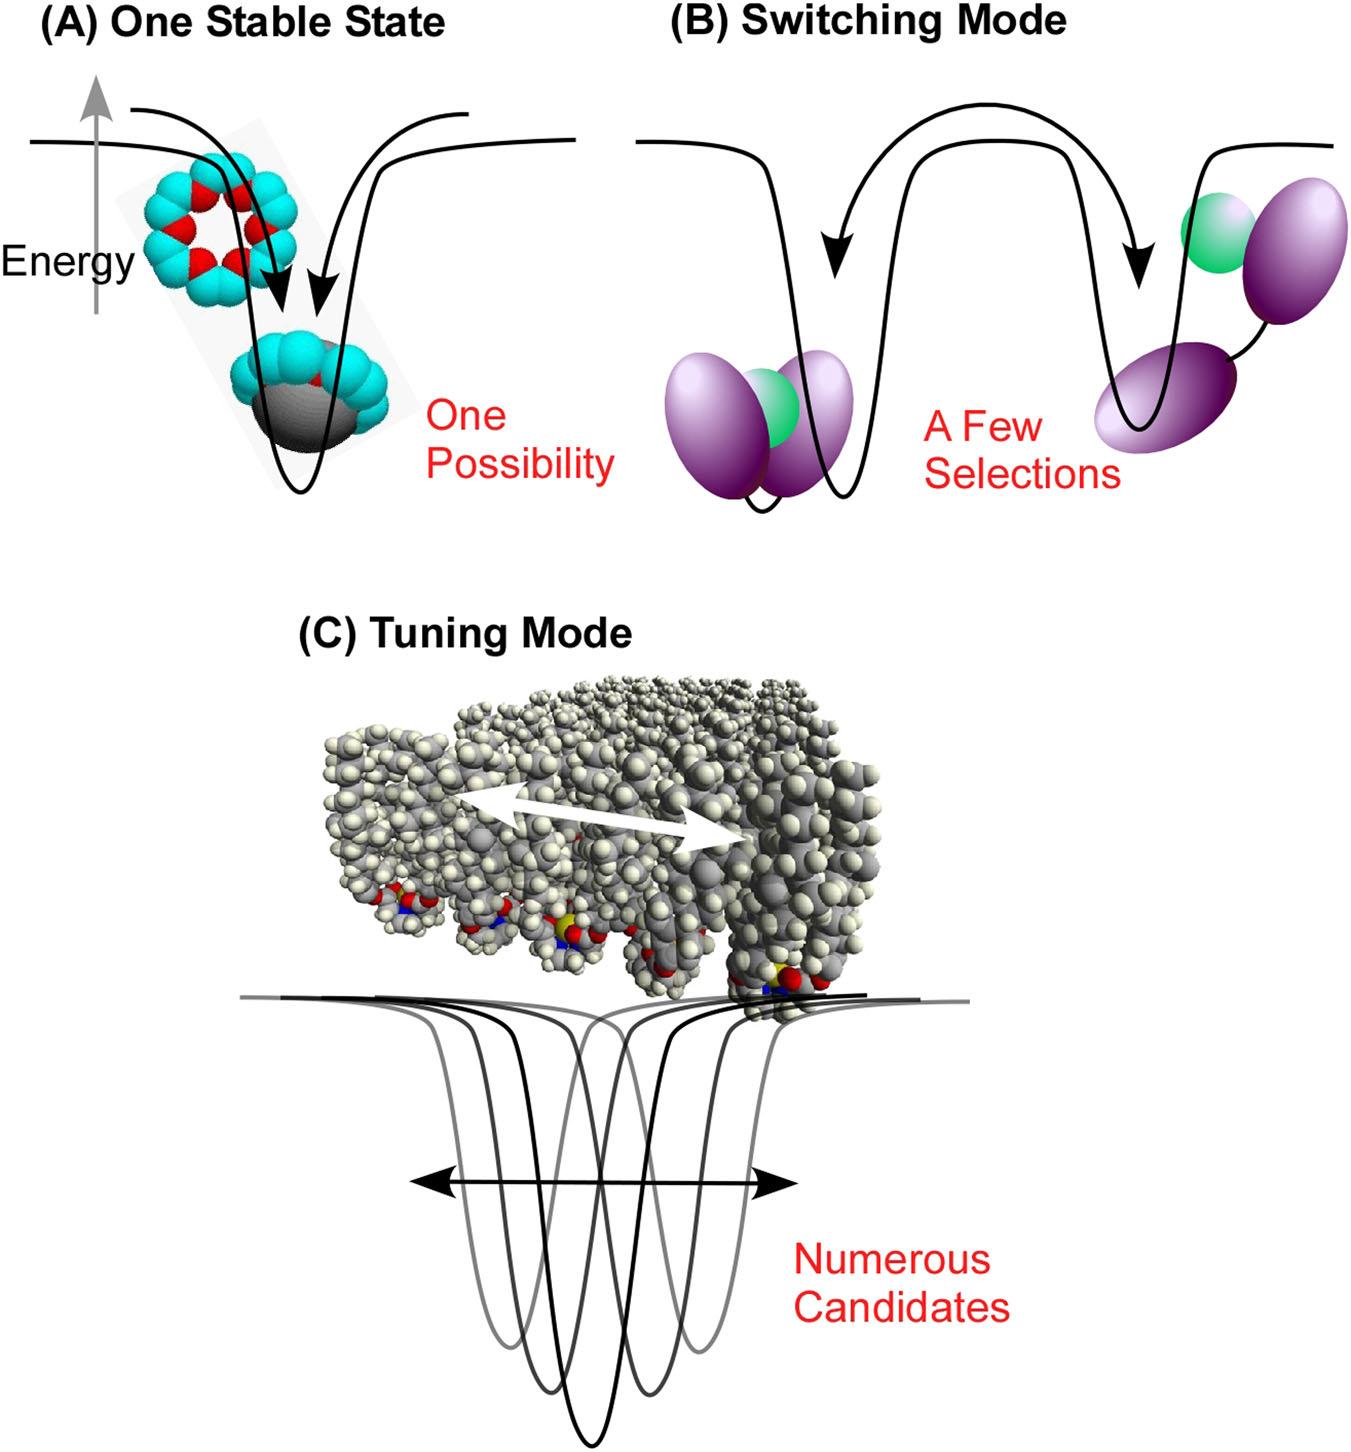 (A) One Stable State
(B) Switching Mode
Energy
One
Possibility
A Few
Selections
(C) Tuning Mode
Numerous
Candidates